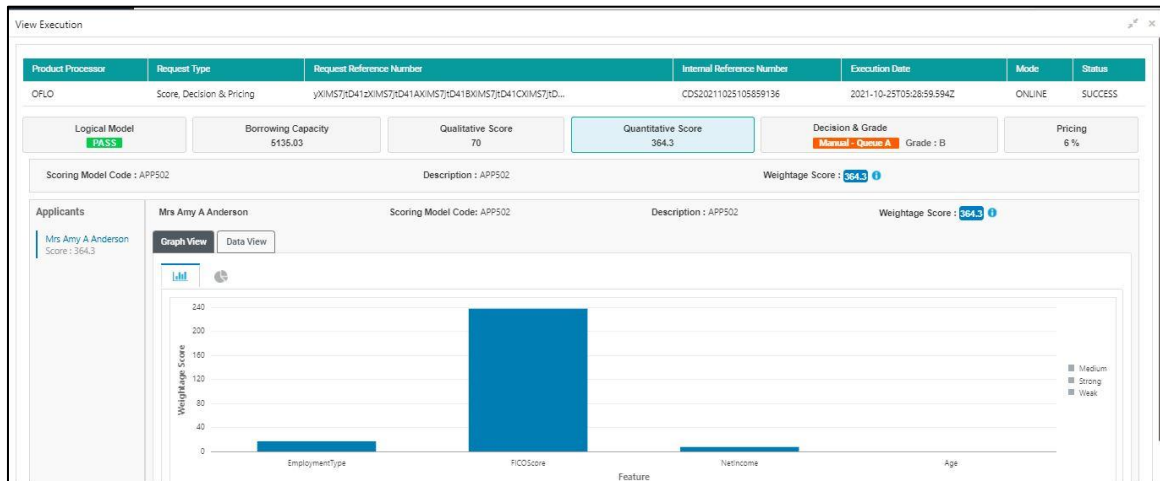 View Execution
Product Processor Request Type Request Reference Number Internal Reference Number Execution Date Mode Status
OFLO Score, Decision & Pricing yXIMS7JtD41zXIMS7JtD41AXIMS7JtD41BXIMS7JtD41CXIMS7JtD... CDS20211025105859136 2021-10-25T05:28:59.594Z ONLINE SUCCESS
Logical Model Borrowing Capacity Qualitative Score Quantitative Score Decision & Grade Pricing
PASS 5135.03 70 364.3 Manual - Queue A Grade : B 6 %
Scoring Model Code : APP502 Description : APP502 Weightage Score : 364.3
Applicants Mrs Amy A Anderson Scoring Model Code: APP502 Description : APP502 Weightage Score : 364.3
Mrs Amy A Anderson
Score : 364.3
Graph View Data View
240
200
160
120
80
40
0
Weightage Score
Medium
Strong
Weak
EmploymentType FICOScore NetIncome Age
Feature